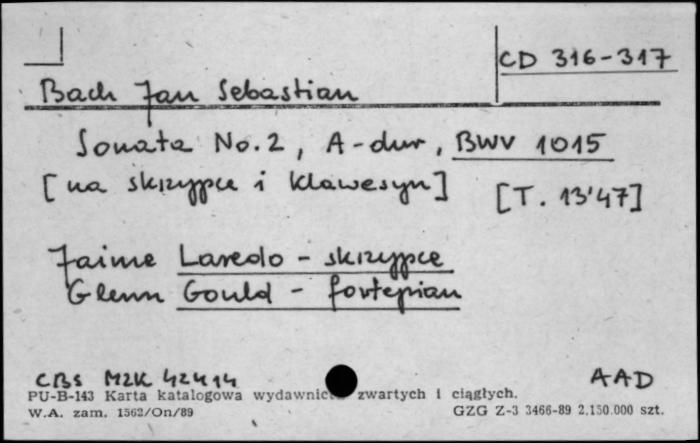 CD 316-317
Bach Jan Sebastian
Sonata No. 2, A-dur, BWV 1015
[na skrzypce i klawesyn] [T. 13'47]
Jaime Laredo - skrzypce
Glenn Gould - fortepian
CBS M2K 42414 AAD
PU-B-143 Karta katalogowa wydawnict zwartych i ciągłych.
W.A. zam. 1562/On/89 GZG Z-3 3466-89 2.150.000 szt.